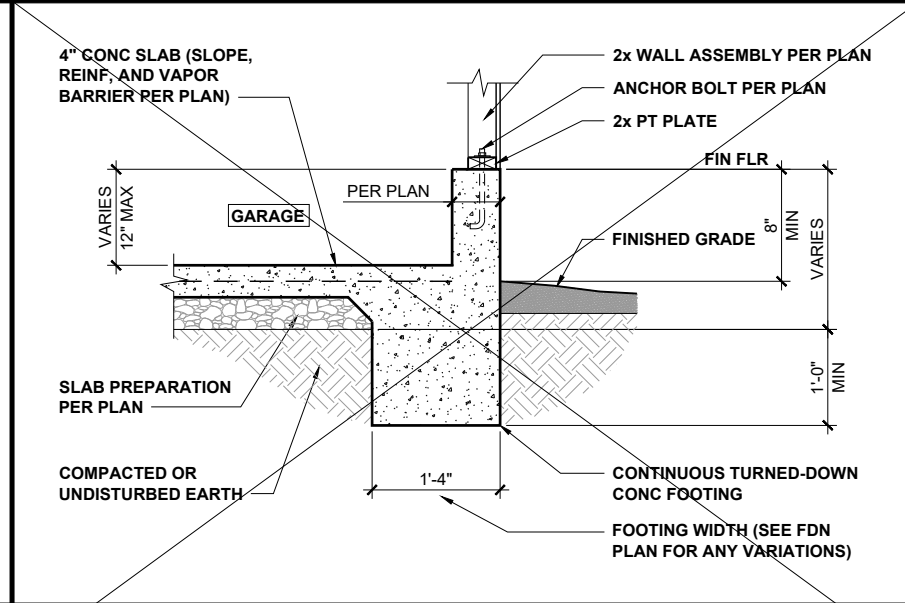 4" CONC SLAB (SLOPE,
REINF, AND VAPOR
BARRIER PER PLAN)
2x WALL ASSEMBLY PER PLAN
ANCHOR BOLT PER PLAN
2x PT PLATE
FIN FLR
VARIES
12" MAX
PER PLAN
GARAGE
8"
MIN
VARIES
FINISHED GRADE
SLAB PREPARATION
PER PLAN
1'-0"
MIN
COMPACTED OR
UNDISTURBED EARTH
1'-4"
CONTINUOUS TURNED-DOWN
CONC FOOTING
FOOTING WIDTH (SEE FDN
PLAN FOR ANY VARIATIONS)